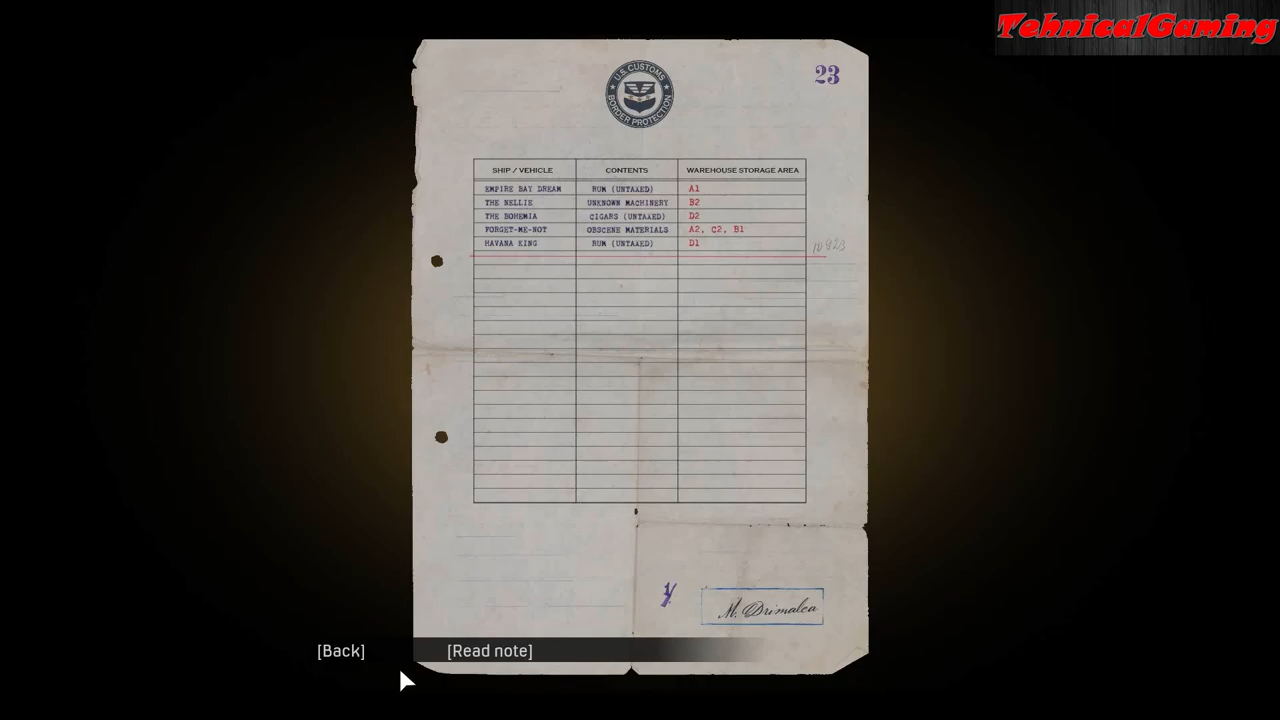 TehnicalGaming
23
U.S. CUSTOMS
BORDER PROTECTION
SHIP / VEHICLE CONTENTS WAREHOUSE STORAGE AREA
EMPIRE BAY DREAM RUM (UNTAXED) A1
THE NELLIE UNKNOWN MACHINERY B2
THE BOHEMIA CIGARS (UNTAXED) D2
FORGET-ME-NOT OBSCENE MATERIALS A2, C2, B1
HAVANA KING RUM (UNTAXED) D1
M. Drimalca
[Back] [Read note]